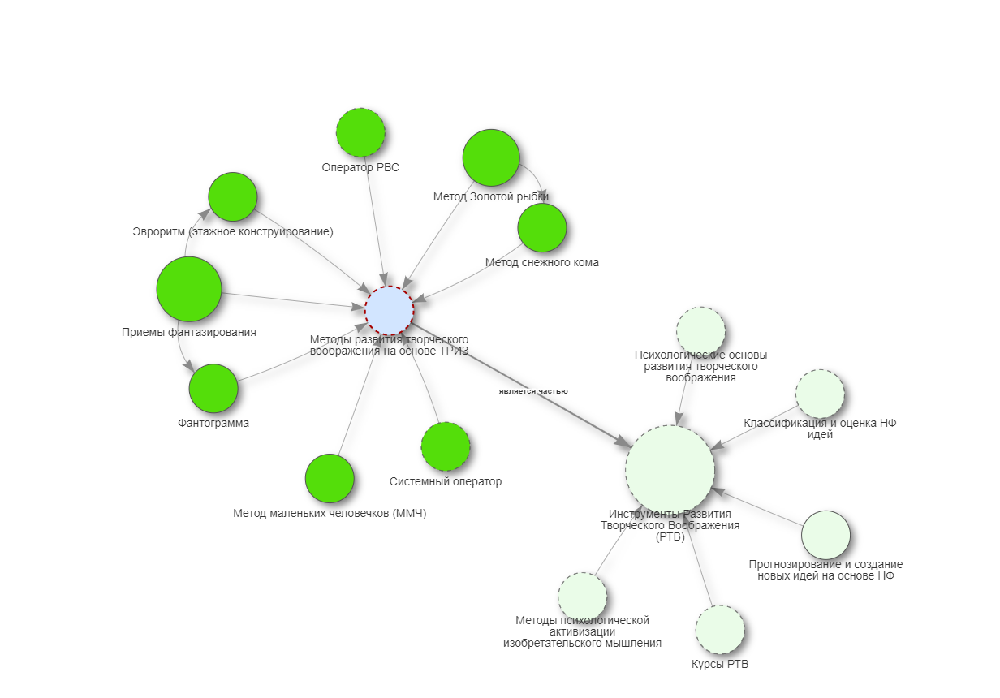 Оператор РВС
Метод Золотой рыбки
Эвроритм (этажное конструирование)
Метод снежного кома
Приемы фантазирования
Методы развития творческого
воображения на основе ТРИЗ
Психологические основы
развития творческого
воображения
является частью
Фантограмма
Классификация и оценка НФ
идей
Системный оператор
Метод маленьких человечков (ММЧ)
Инструменты Развития
Творческого Воображения
(РТВ)
Прогнозирование и создание
новых идей на основе НФ
Методы психологической
активизации
изобретательского мышления
Курсы РТВ